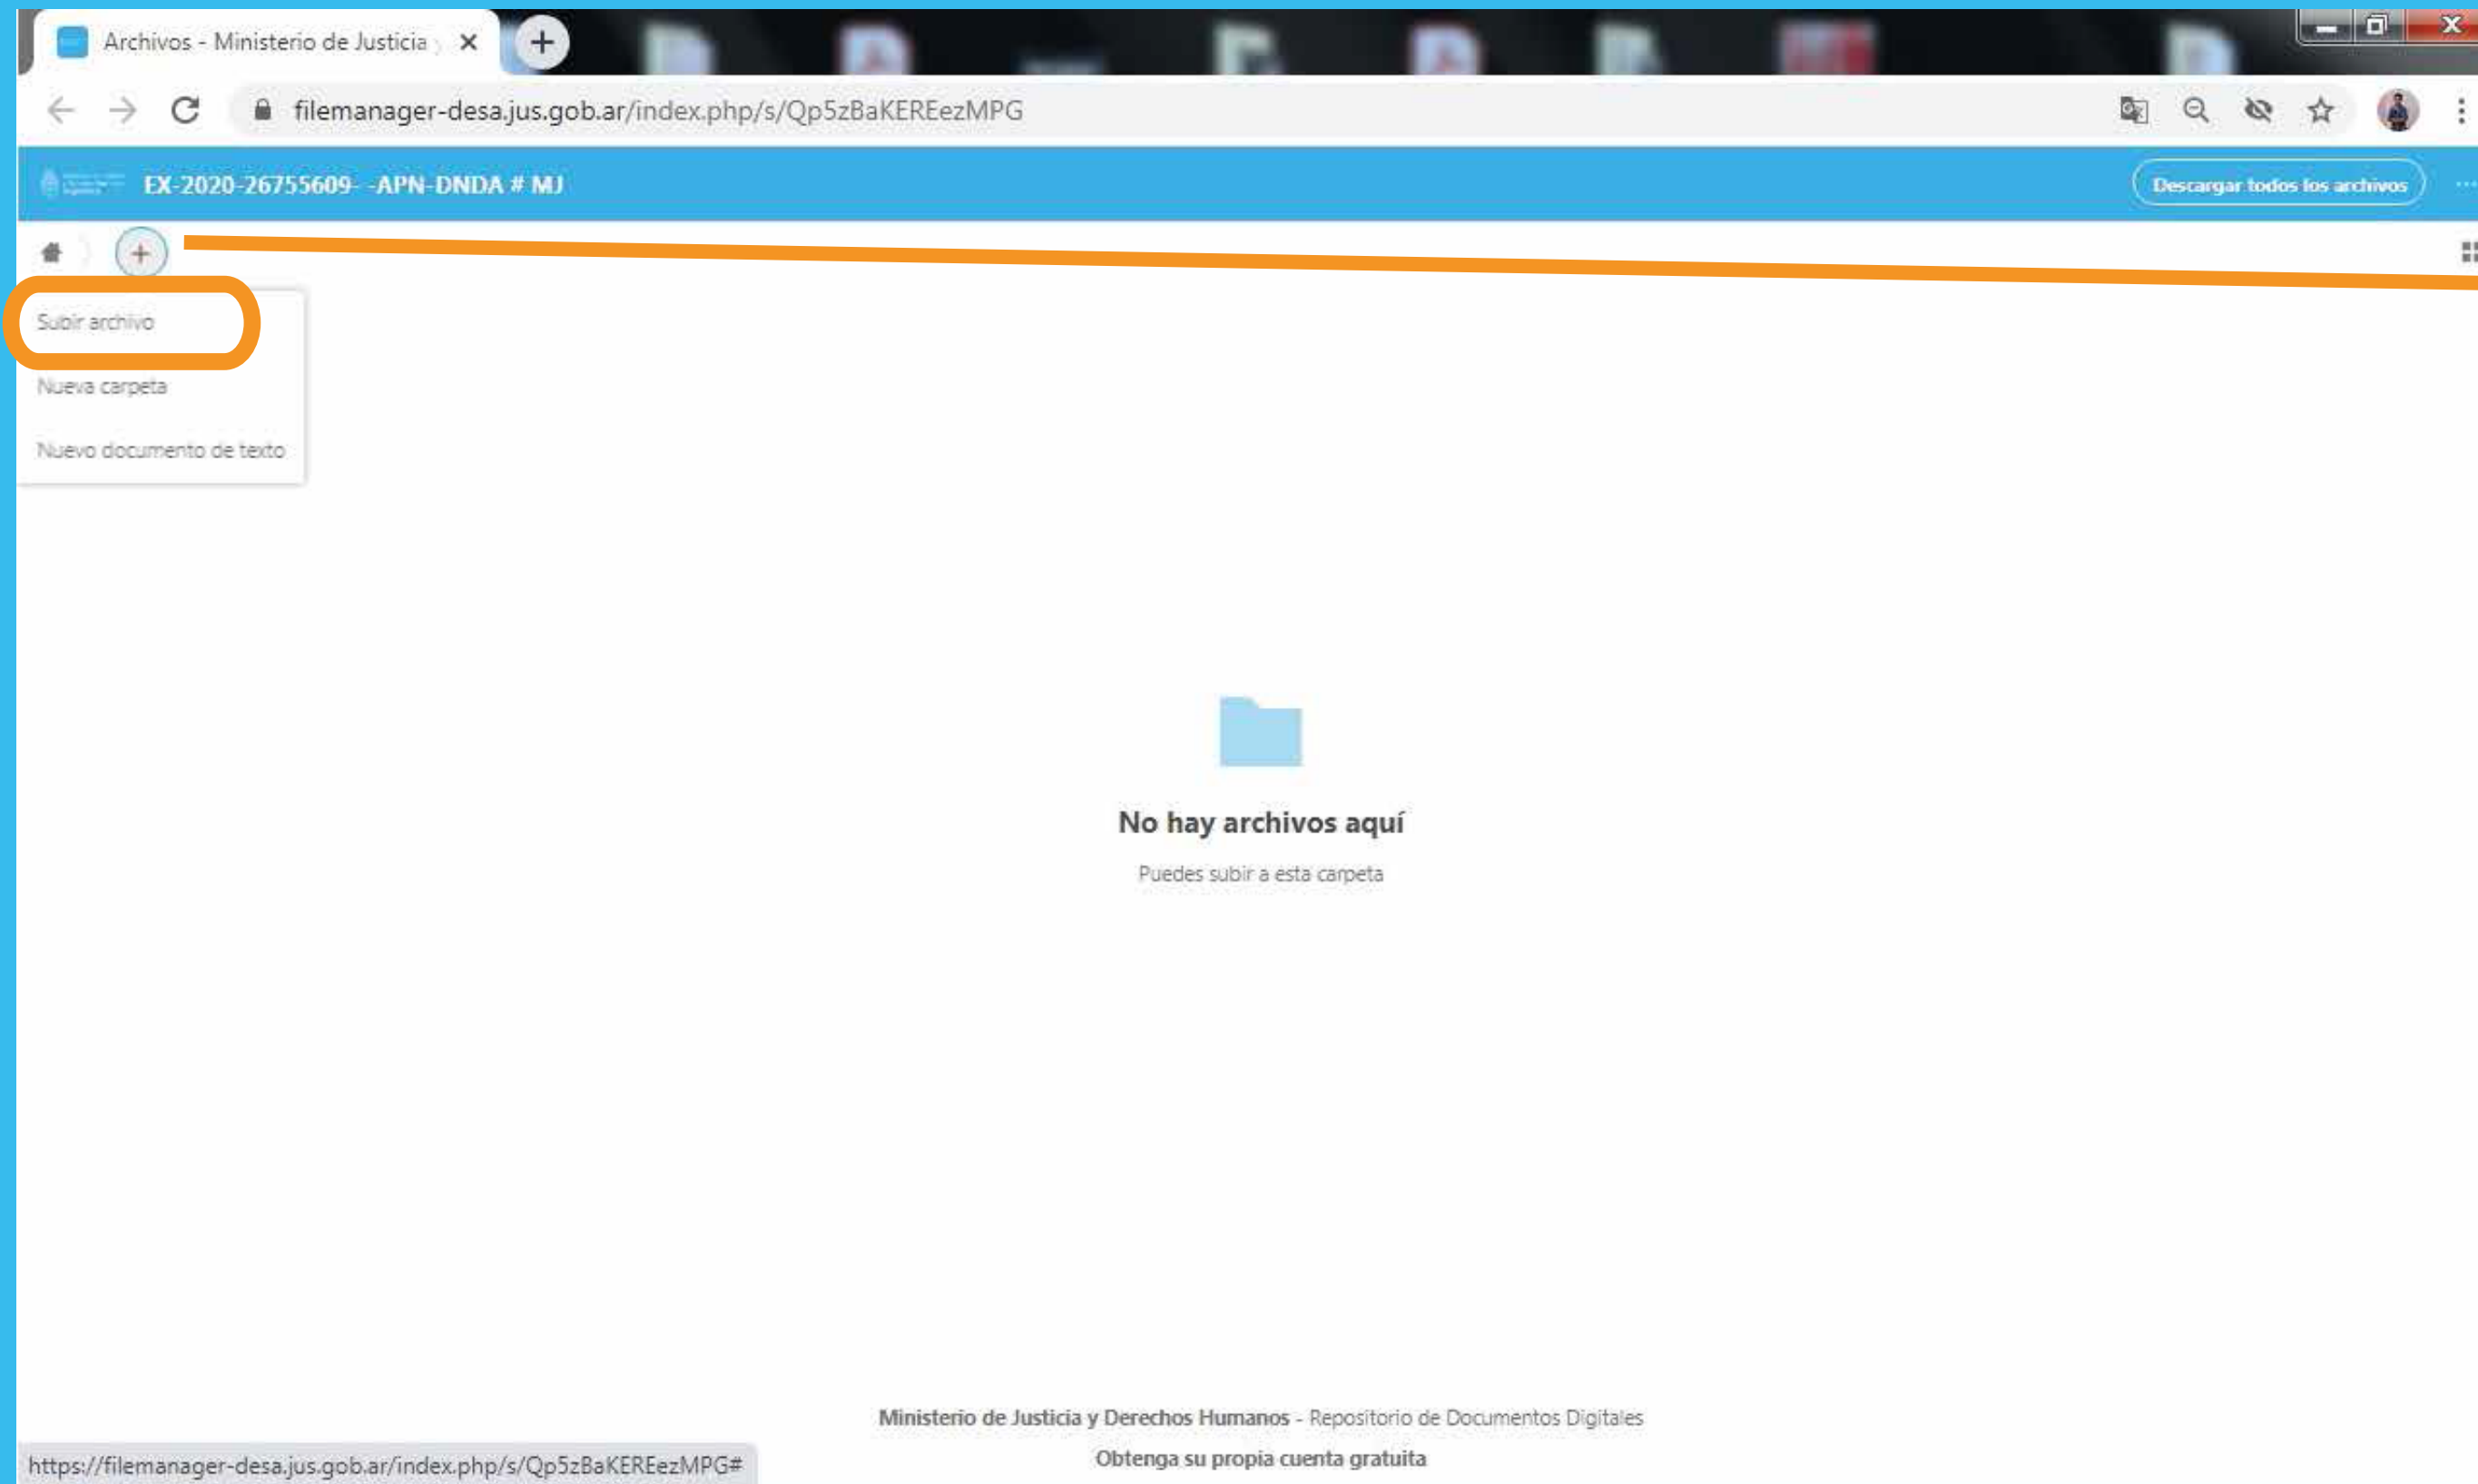 Archivos - Ministerio de Justicia y
filemanager-desa.jus.gob.ar/index.php/s/Qp5zBaKEREezMPG
EX-2020-26755609- -APN-DNDA # MJ
Descargar todos los archivos
Subir archivo
Nueva carpeta
Nuevo documento de texto
No hay archivos aquí
Puedes subir a esta carpeta
Ministerio de Justicia y Derechos Humanos - Repositorio de Documentos Digitales
Obtenga su propia cuenta gratuita
https://filemanager-desa.jus.gob.ar/index.php/s/Qp5zBaKEREezMPG#